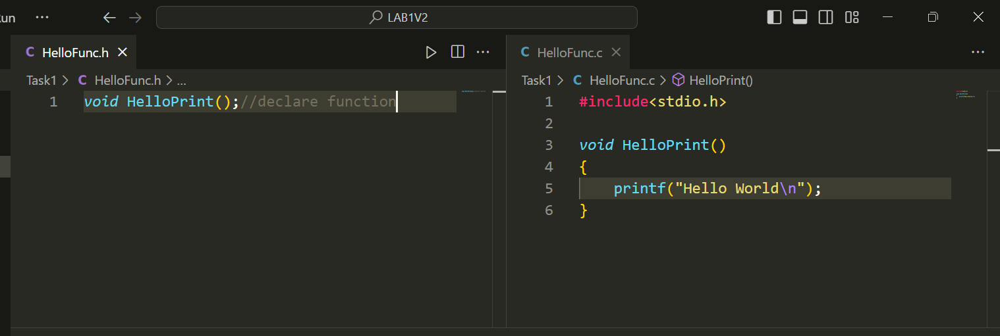 un ··· LAB1V2
C HelloFunc.h
Task1 > C HelloFunc.h > ...
1 void HelloPrint();//declare function
C HelloFunc.c
Task1 > C HelloFunc.c > HelloPrint()
1 #include<stdio.h>
2
3 void HelloPrint()
4 {
5     printf("Hello World\n");
6 }